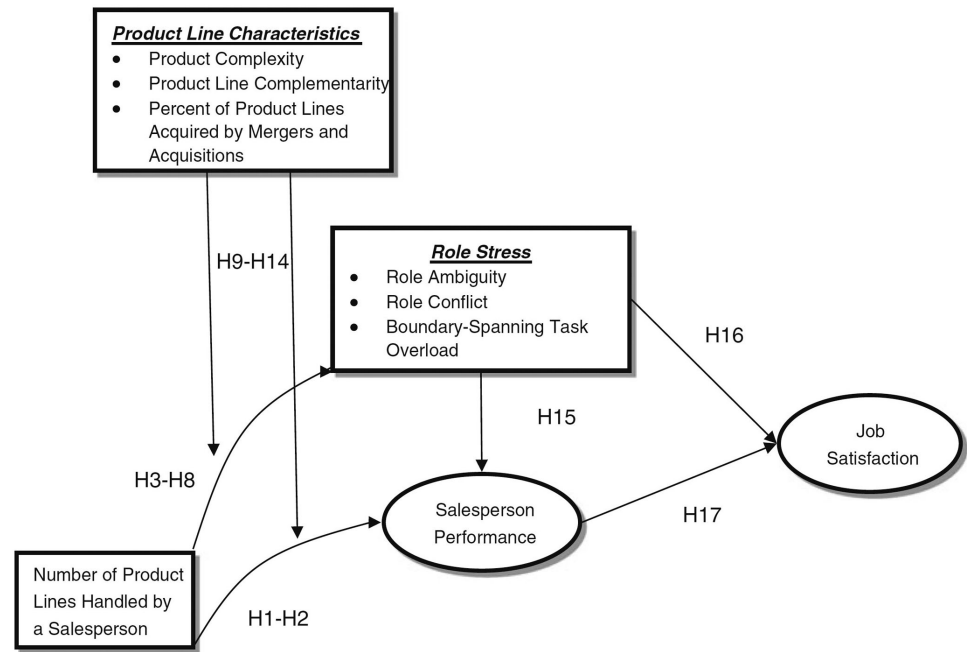 Product Line Characteristics
● Product Complexity
● Product Line Complementarity
● Percent of Product Lines
Acquired by Mergers and
Acquisitions
H9-H14
Role Stress
● Role Ambiguity
● Role Conflict
● Boundary-Spanning Task
Overload
H16
H15
Job
Satisfaction
H3-H8
Salesperson
Performance
H17
Number of Product
Lines Handled by
a Salesperson
H1-H2